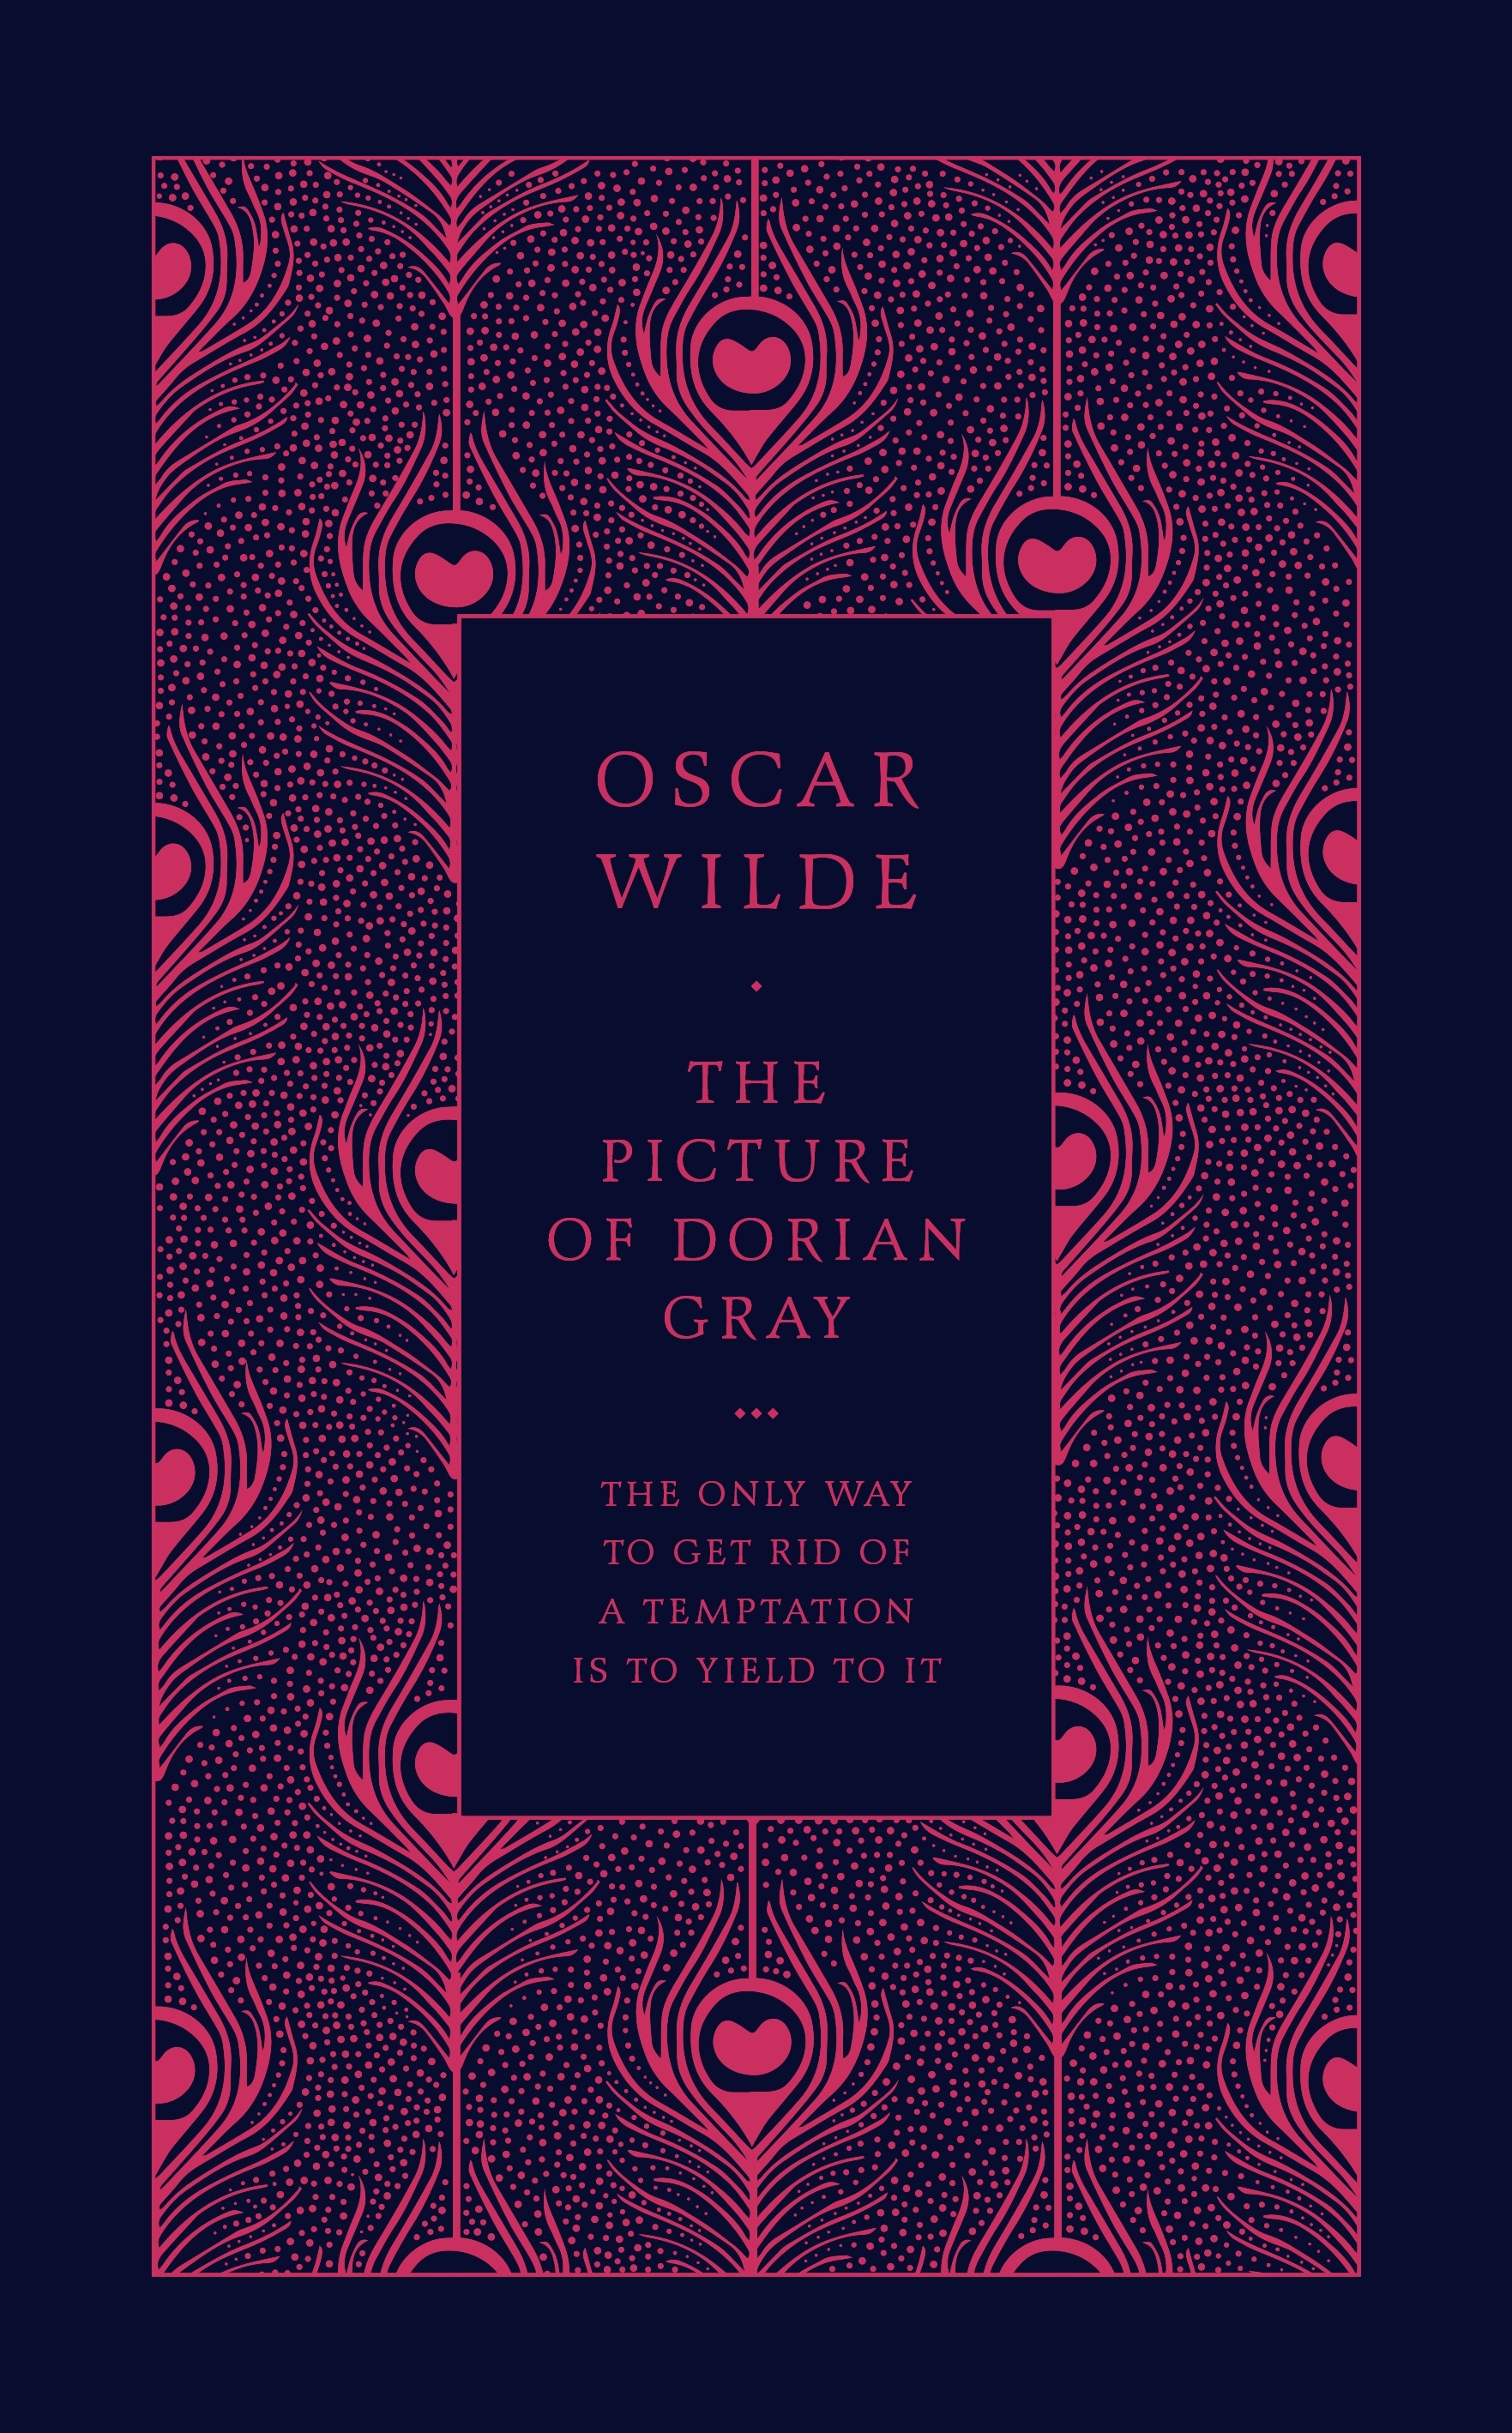 OSCAR
WILDE
THE
PICTURE
OF DORIAN
GRAY
THE ONLY WAY
TO GET RID OF
A TEMPTATION
IS TO YIELD TO IT